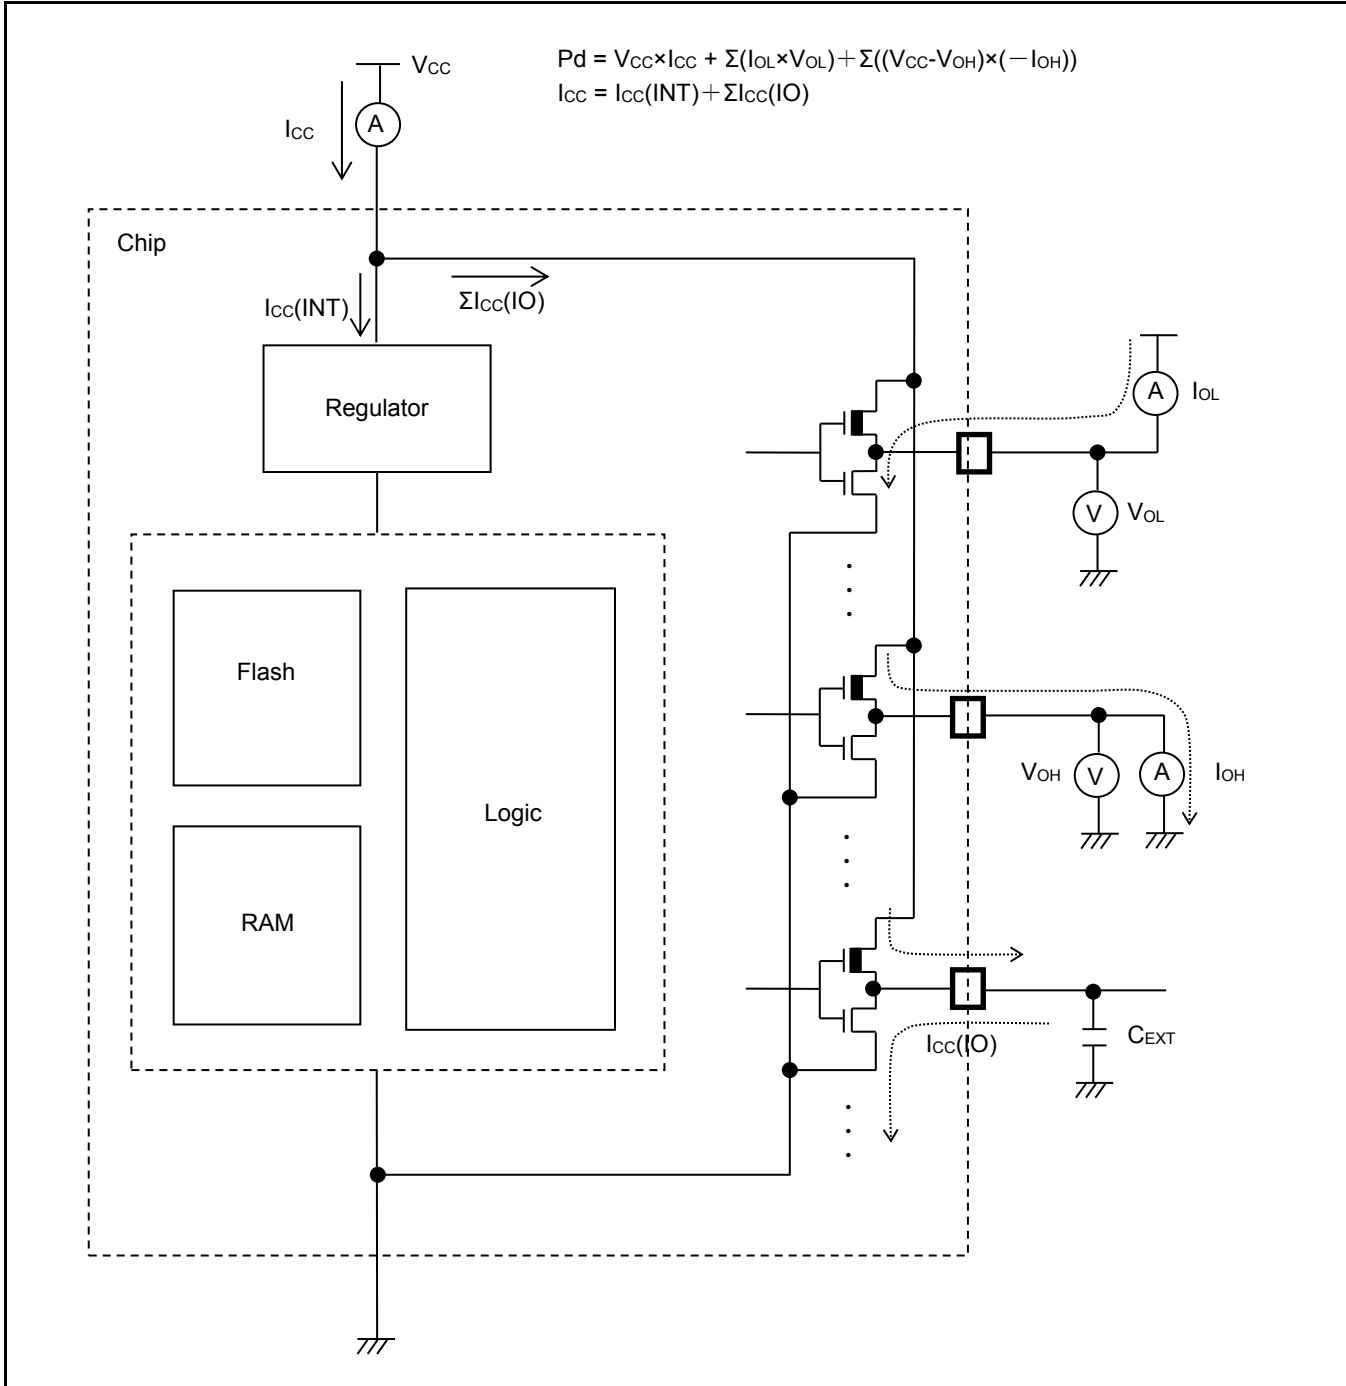 Pd = VCC×ICC + Σ(IOL×VOL)+Σ((VCC-VOH)×(-IOH))
ICC = ICC(INT)+ΣICC(IO)
VCC
A
ICC
Chip
ICC(INT)
ΣICC(IO)
Regulator
A
IOL
V
VOL
Flash
Logic
RAM
VOH
V
A
IOH
ICC(IO)
CEXT